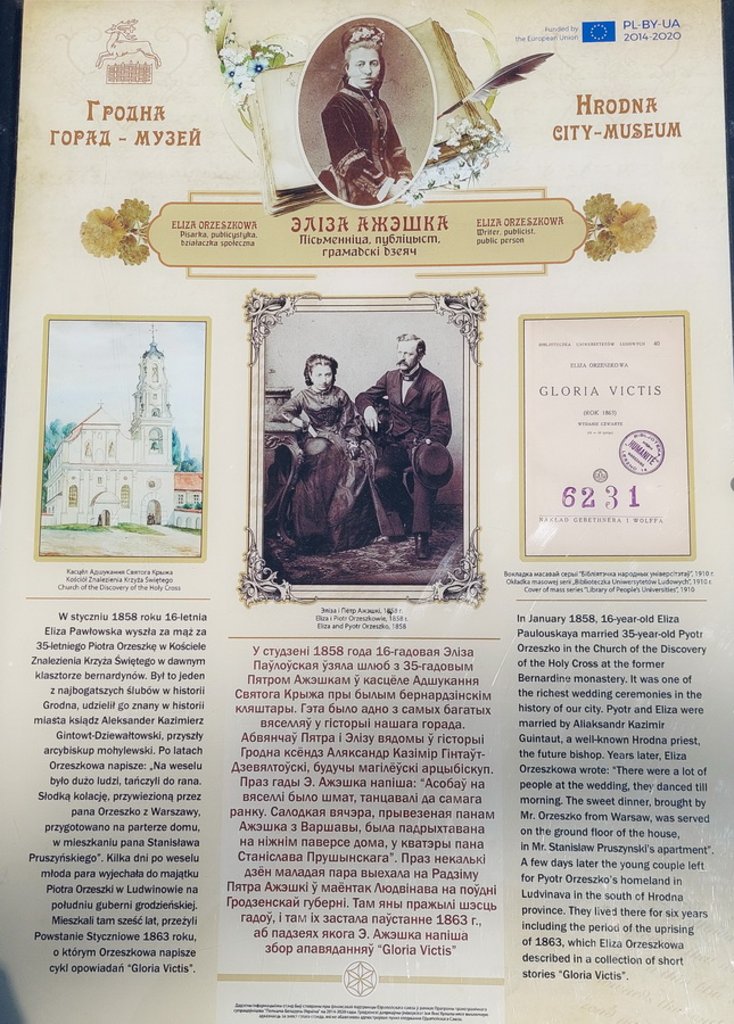 Funded by
the European Union
PL-BY-UA
2014-2020
Гродна
горад - музей
Hrodna
city-museum
ELIZA ORZESZKOWA
Pisarka, publicystyka,
działaczka społeczna
ЭЛІЗА АЖЭШКА
Пісьменніца, публіцыст,
грамадскі дзеяч
ELIZA ORZESZKOWA
Writer, publicist,
public person
BIBLIOTECZKA UNIWERSYTETÓW LUDOWYCH 40
ELIZA ORZESZKOWA
GLORIA VICTIS
(ROK 1863)
WYDANIE CZWARTE
HUMANITÉ
6231
NAKŁAD GEBETHNERA I WOLFFA
Касцёл Адшукання Святога Крыжа
Kościół Znalezienia Krzyża Świętego
Church of the Discovery of the Holy Cross
Эліза і Пётр Ажэшкі, 1858 г.
Eliza i Piotr Orzeszkowie, 1858 r.
Eliza and Pyotr Orzeszko, 1858
Вокладка масавай серыі "Бібліятэчка народных універсітэтаў", 1910 г.
Okładka masowej serii „Biblioteczka Uniwersytetów Ludowych", 1910 r.
Cover of mass series "Library of People's Universities", 1910
W styczniu 1858 roku 16-letnia
Eliza Pawłowska wyszła za mąż za
35-letniego Piotra Orzeszkę w Kościele
Znalezienia Krzyża Świętego w dawnym
klasztorze bernardynów. Był to jeden
z najbogatszych ślubów w historii
Grodna, udzielił go znany w historii
miasta ksiądz Aleksander Kazimierz
Gintowt-Dziewałtowski, przyszły
arcybiskup mohylewski. Po latach
Orzeszkowa napisze: „Na weselu
było dużo ludzi, tańczyli do rana.
Słodką kolację, przywiezioną przez
pana Orzeszko z Warszawy,
przygotowano na parterze domu,
w mieszkaniu pana Stanisława
Pruszyńskiego". Kilka dni po weselu
młoda para wyjechała do majątku
Piotra Orzeszki w Ludwinowie na
południu guberni grodzieńskiej.
Mieszkali tam sześć lat, przeżyli
Powstanie Styczniowe 1863 roku,
o którym Orzeszkowa napisze
cykl opowiadań "Gloria Victis".
У студзені 1858 года 16-гадовая Эліза
Паўлоўская ўзяла шлюб з 35-гадовым
Пятром Ажэшкам ў касцёле Адшукання
Святога Крыжа пры былым бернардзінскім
кляштары. Гэта было адно з самых багатых
вяселляў у гісторыі нашага горада.
Абвянчаў Пятра і Элізу вядомы ў гісторыі
Гродна ксёндз Аляксандр Казімір Гінтаўт-
Дзевялтоўскі, будучы магілёўскі арцыбіскуп.
Праз гады Э. Ажэшка напіша: "Асобаў на
вяселлі было шмат, танцавалі да самага
ранку. Салодкая вячэра, прывезеная панам
Ажэшка з Варшавы, была падрыхтавана
на ніжнім паверсе дома, у кватэры пана
Станіслава Прушынскага". Праз некалькі
дзён маладая пара выехала на Радзіму
Пятра Ажэшкі ў маёнтак Людвінава на поўдні
Гродзенскай губерні. Там яны пражылі шэсць
гадоў, і там іх застала паўстанне 1863 г.,
аб падзеях якога Э. Ажэшка напіша
збор апавяданняў "Gloria Victis"
In January 1858, 16-year-old Eliza
Paulouskaya married 35-year-old Pyotr
Orzeszko in the Church of the Discovery
of the Holy Cross at the former
Bernardine monastery. It was one of
the richest wedding ceremonies in the
history of our city. Pyotr and Eliza were
married by Aliaksandr Kazimir
Guintaut, a well-known Hrodna priest,
the future bishop. Years later, Eliza
Orzeszkowa wrote: "There were a lot of
people at the wedding, they danced till
morning. The sweet dinner, brought by
Mr. Orzeszko from Warsaw, was served
on the ground floor of the house,
in Mr. Stanislaw Pruszynski's apartment".
A few days later the young couple left
for Pyotr Orzeszko's homeland in
Ludvinava in the south of Hrodna
province. They lived there for six years
including the period of the uprising
of 1863, which Eliza Orzeszkowa
described in a collection of short
stories "Gloria Victis".